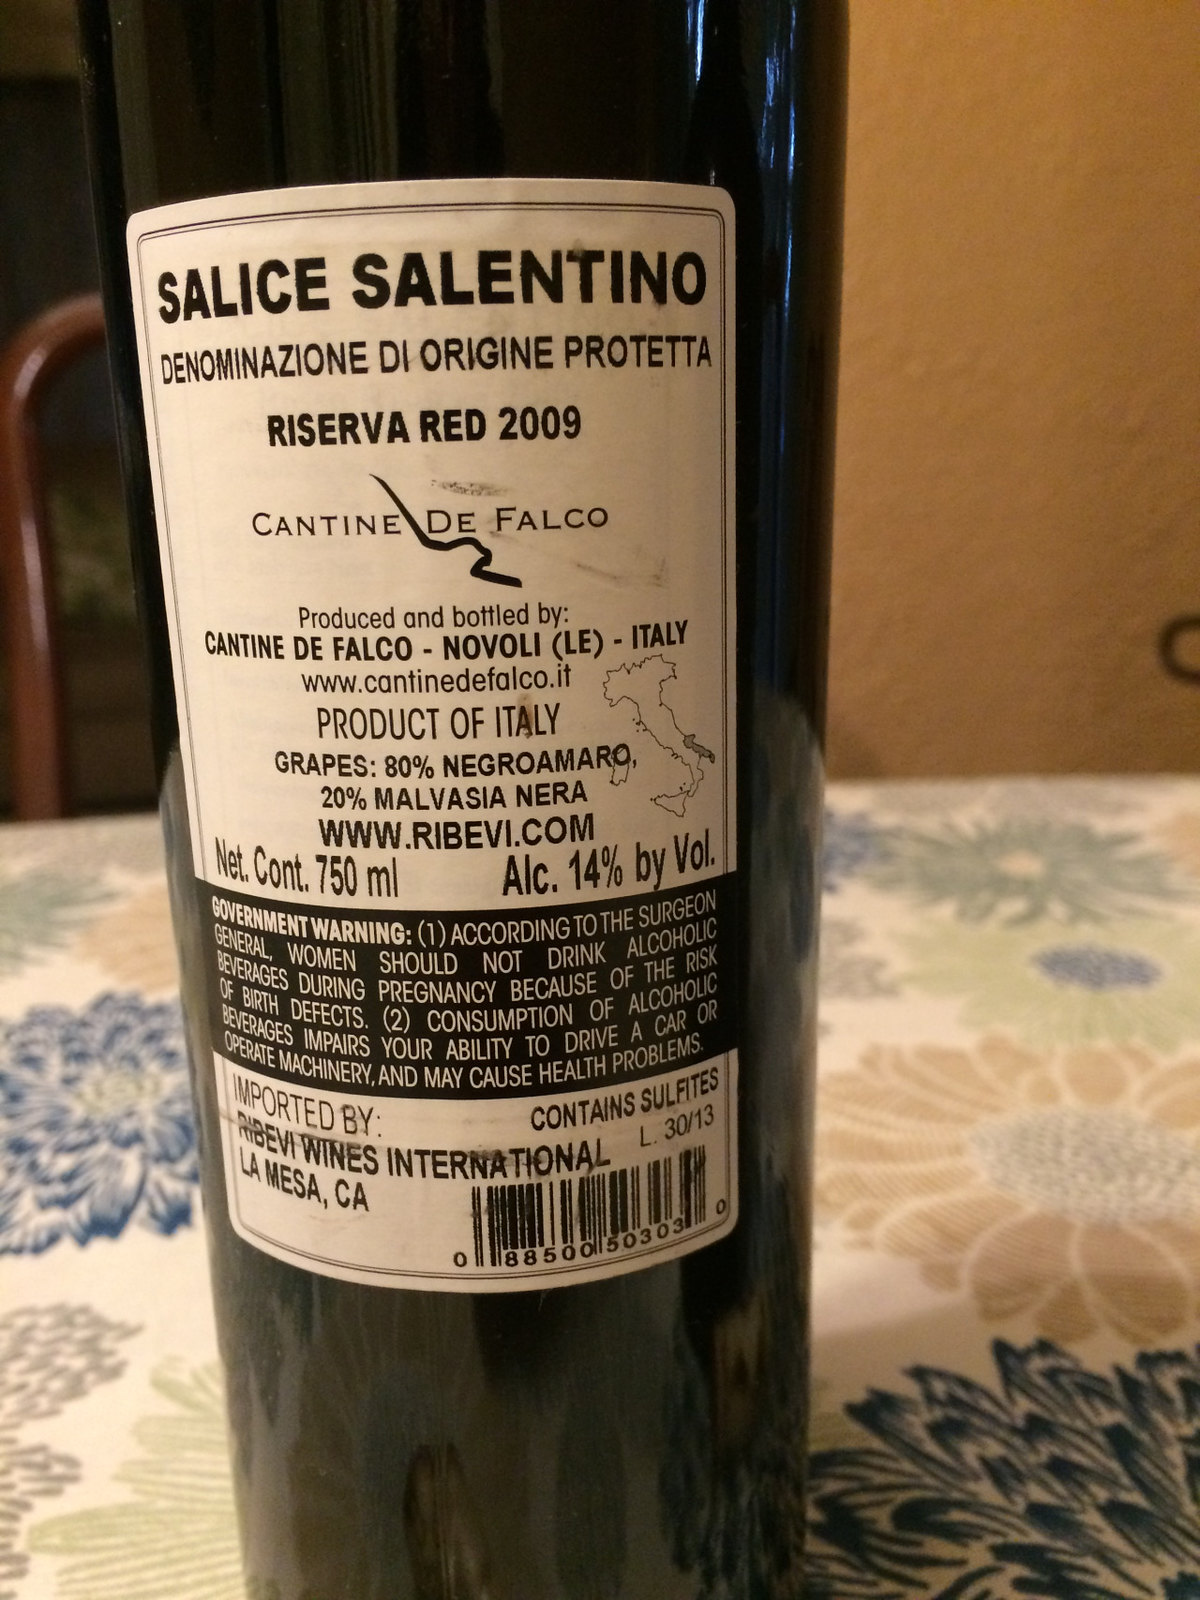 SALICE SALENTINO
DENOMINAZIONE DI ORIGINE PROTETTA
RISERVA RED 2009
CANTINE DE FALCO
Produced and bottled by:
CANTINE DE FALCO - NOVOLI (LE) - ITALY
www.cantinedefalco.it
PRODUCT OF ITALY
GRAPES: 80% NEGROAMARO,
20% MALVASIA NERA
WWW.RIBEVI.COM
Net. Cont. 750 ml Alc. 14% by Vol.
GOVERNMENT WARNING: (1) ACCORDING TO THE SURGEON
GENERAL, WOMEN SHOULD NOT DRINK ALCOHOLIC
BEVERAGES DURING PREGNANCY BECAUSE OF THE RISK
OF BIRTH DEFECTS. (2) CONSUMPTION OF ALCOHOLIC
BEVERAGES IMPAIRS YOUR ABILITY TO DRIVE A CAR OR
OPERATE MACHINERY, AND MAY CAUSE HEALTH PROBLEMS.
IMPORTED BY: CONTAINS SULFITES
L. 30/13
RIBEVI WINES INTERNATIONAL
LA MESA, CA
0 88500 50303 0